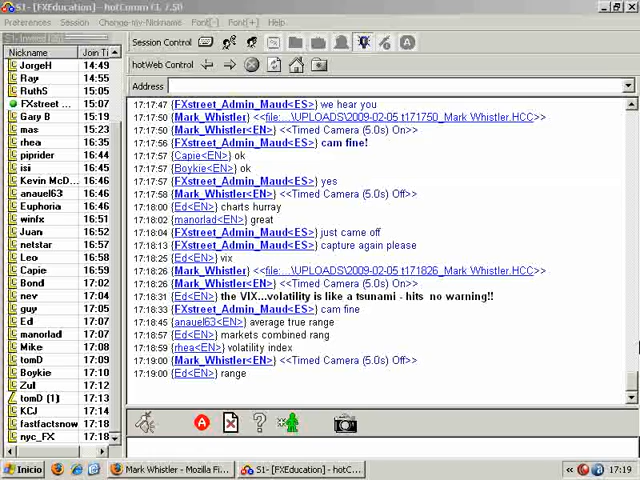 S1- [FXEducation] - hotComm FX, 7.50
Preferences Session Change-my-Nickname Font(-) Font(+) Help
Session Control
hotWeb Control
Address
Nickname Join Ti
JorgeH 14:49
Ray 14:55
RuthS 14:55
FXstreet ... 15:07
Gary B 15:07
mas 15:23
rhea 16:35
piprider 16:44
isi 16:45
Kevin McD... 16:46
anauel63 16:46
Euphoria 16:46
winfx 16:51
Juan 16:52
netstar 16:57
Leo 16:58
Capie 16:59
Bond 17:02
nev 17:04
guy 17:05
Ed 17:07
manorlad 17:07
Mike 17:08
tomD 17:09
Boykie 17:10
Zul 17:12
tomD (1) 17:13
KCJ 17:14
fastfactsnow 17:18
nyc_FX 17:18
17:17:47 {FXstreet_Admin_Maud<ES>} we hear you
17:17:50 {Mark_Whistler} <<file:...\UPLOADS\2009-02-05 t171750_Mark Whistler.HCC>>
17:17:50 {Mark_Whistler<EN>} <<Timed Camera (5.0s) On>>
17:17:56 {FXstreet_Admin_Maud<ES>} cam fine!
17:17:57 {Capie<EN>} ok
17:17:57 {Boykie<EN>} ok
17:17:57 {FXstreet_Admin_Maud<ES>} yes
17:17:58 {Mark_Whistler<EN>} <<Timed Camera (5.0s) Off>>
17:18:00 {Ed<EN>} charts hurray
17:18:02 {manorlad<EN>} great
17:18:06 {FXstreet_Admin_Maud<ES>} just came off
17:18:13 {FXstreet_Admin_Maud<ES>} capture again please
17:18:25 {Ed<EN>} vix
17:18:26 {Mark_Whistler} <<file:...\UPLOADS\2009-02-05 t171826_Mark Whistler.HCC>>
17:18:26 {Mark_Whistler<EN>} <<Timed Camera (5.0s) On>>
17:18:31 {Ed<EN>} the VIX...volatility is like a tsunami - hits no warning!!
17:18:33 {FXstreet_Admin_Maud<ES>} cam fine
17:18:45 {anauel63<EN>} average true range
17:18:57 {Ed<EN>} markets combined rang
17:18:59 {rhea<EN>} volatility index
17:19:00 {Mark_Whistler<EN>} <<Timed Camera (5.0s) Off>>
17:19:00 {Ed<EN>} range
Inicio
Mark Whistler - Mozilla Fi...
S1- [FXEducation] - hotC...
17:19